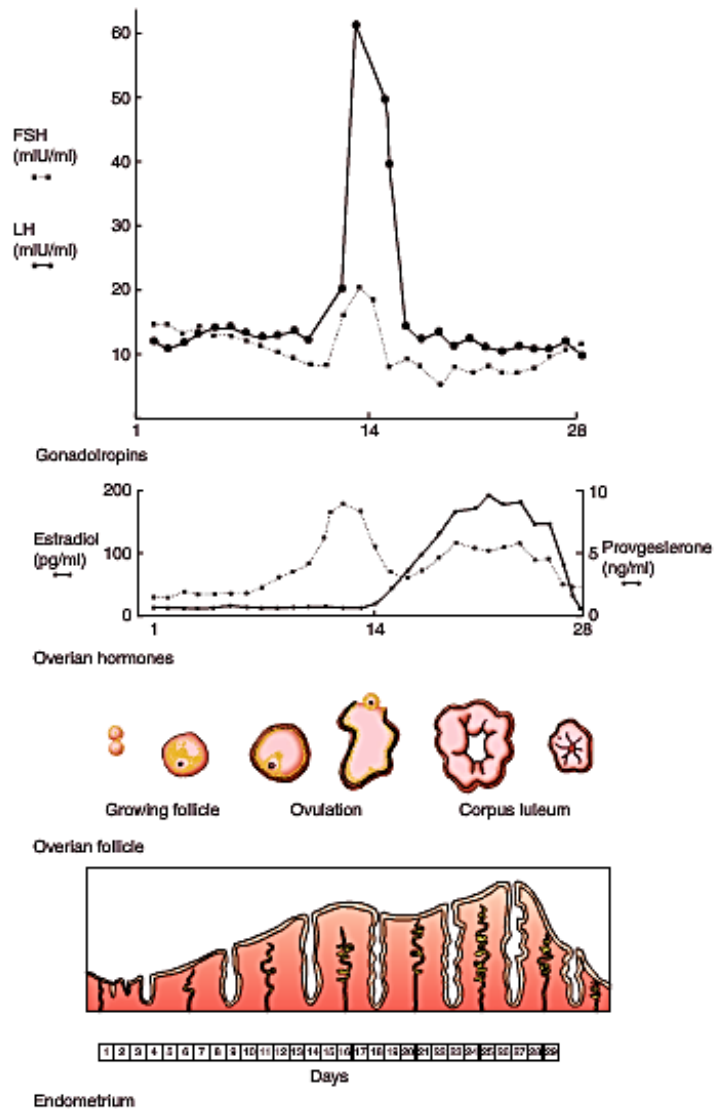 60
50
FSH
(mIU/ml)
40
LH
(mIU/ml)
30
20
10
1 14 28
Gonadotropins
200 10
Estradiol
(pg/ml)
100 5
Provgeslerone
(ng/ml)
0 0
1 14 28
Overian hormones
Growing follicle Ovulation Corpus luleum
Overian follicle
1 2 3 4 5 6 7 8 9 10 11 12 13 14 15 16 17 18 19 20 21 22 23 24 25 26 27 28 29
Days
Endometrium